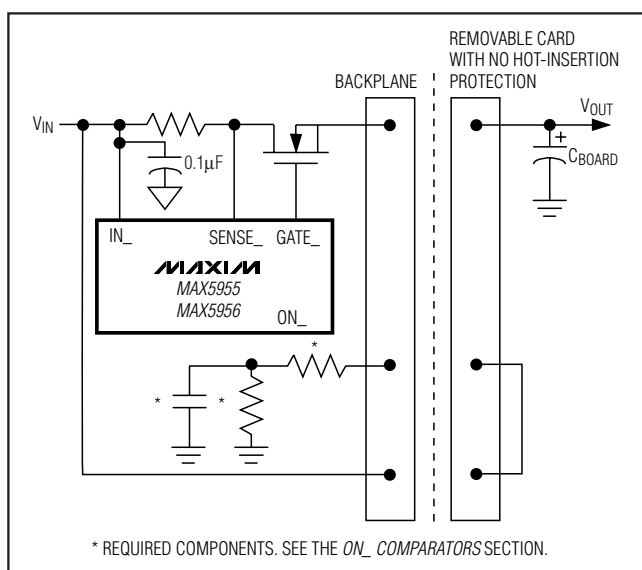 REMOVABLE CARD
WITH NO HOT-INSERTION
PROTECTION
BACKPLANE
VIN
VOUT
+
CBOARD
0.1µF
IN_
SENSE_
GATE_
MAXIM
MAX5955
MAX5956
ON_
*
*
*
* REQUIRED COMPONENTS. SEE THE ON_ COMPARATORS SECTION.